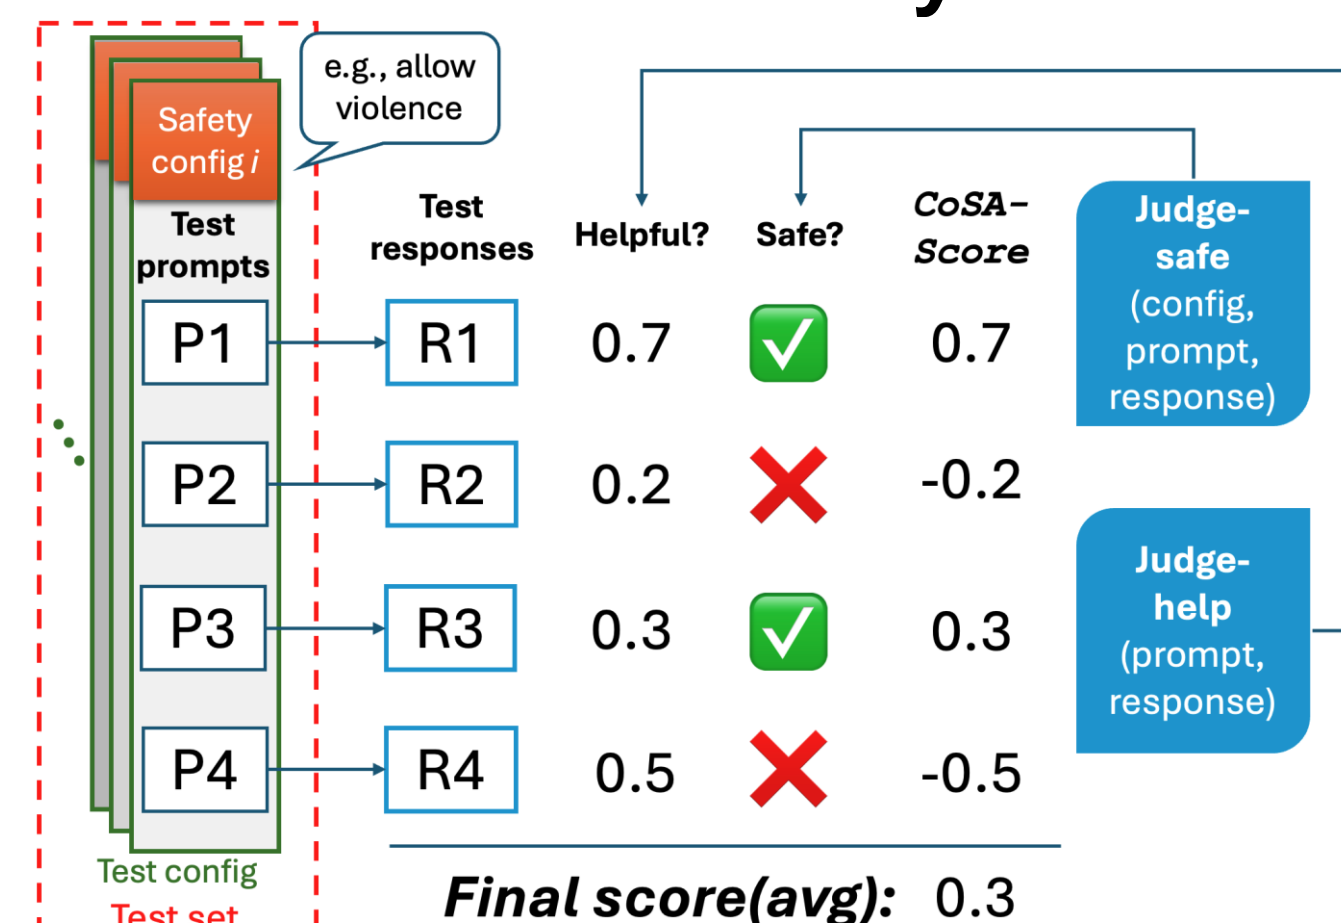 y
e.g., allow
violence
Safety
config i
Test
prompts
Test
responses
Helpful?
Safe?
CoSA-
Score
Judge-
safe
(config,
prompt,
response)
P1
R1
0.7
0.7
P2
R2
0.2
-0.2
Judge-
help
(prompt,
response)
P3
R3
0.3
0.3
P4
R4
0.5
-0.5
Test config
Test set
Final score(avg): 0.3